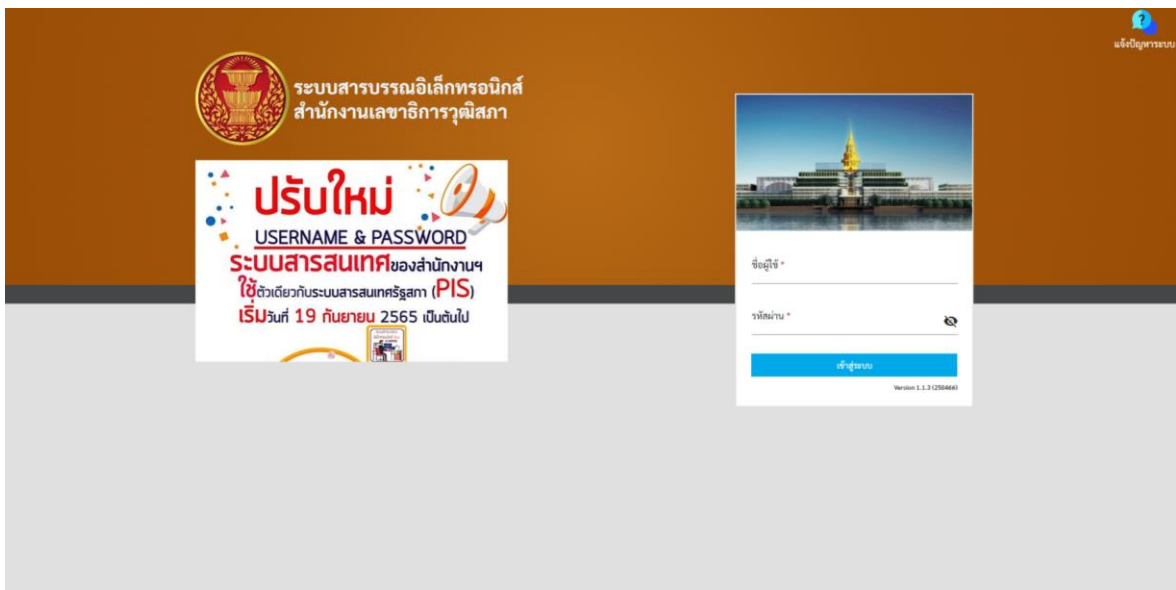 แจ้งปัญหาระบบ
ระบบสารบรรณอิเล็กทรอนิกส์
สำนักงานเลขาธิการวุฒิสภา
ปรับใหม่
USERNAME & PASSWORD
ระบบสารสนเทศของสำนักงานฯ
ใช้ตัวเดียวกับระบบสารสนเทศรัฐสภา (PIS)
เริ่มวันที่ 19 กันยายน 2565 เป็นต้นไป
ชื่อผู้ใช้ *
รหัสผ่าน *
เข้าสู่ระบบ
Version 1.1.3 (250466)